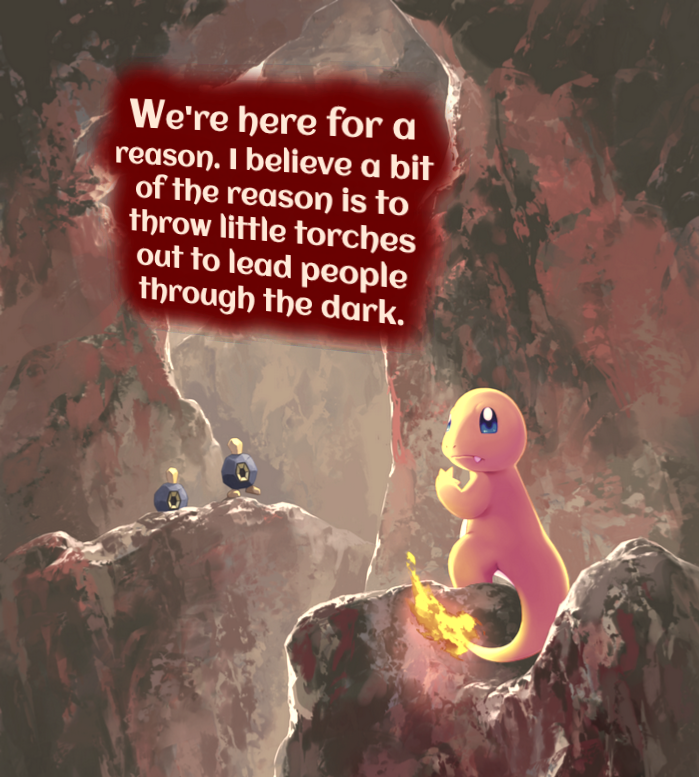 We're here for a
reason. I believe a bit
of the reason is to
throw little torches
out to lead people
through the dark.